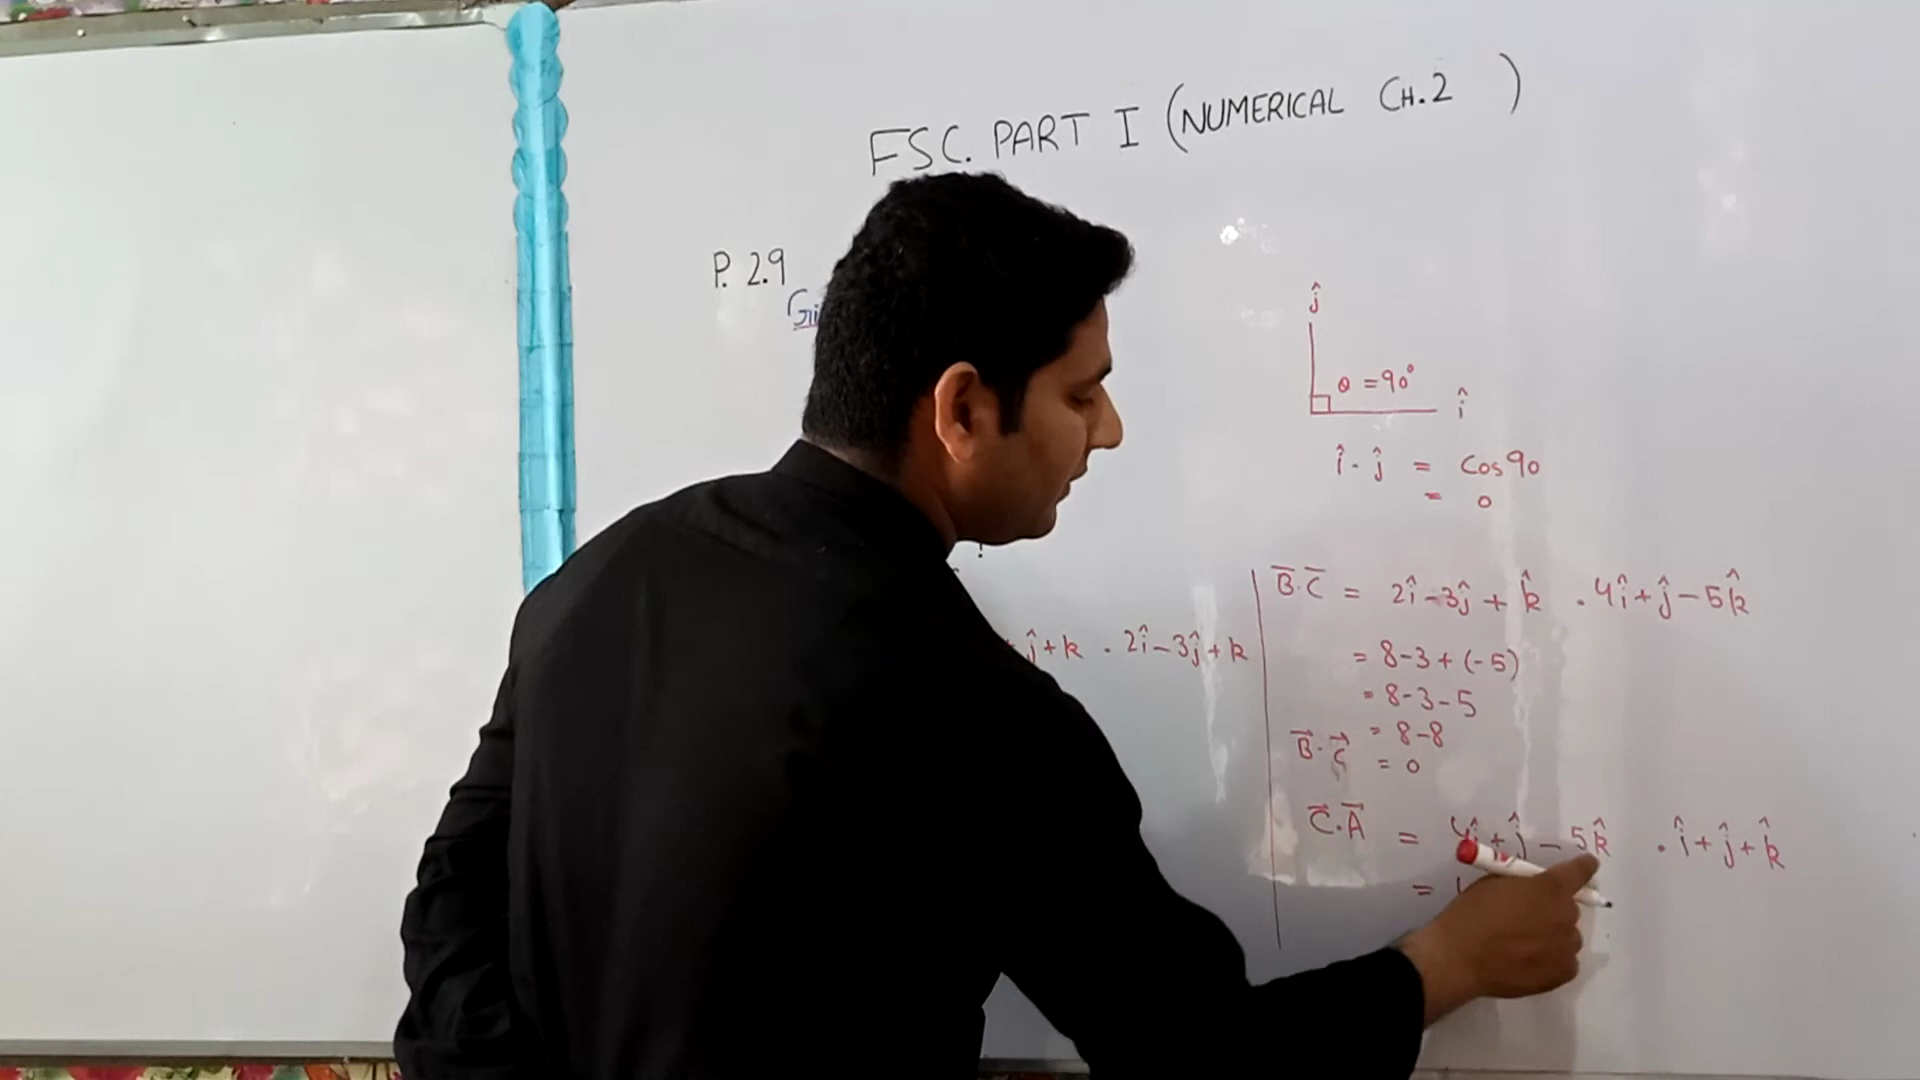 FSC. PART I (NUMERICAL CH.2 )
P. 2.9
ĵ
θ = 90°
î
î . ĵ = Cos 90
= 0
ĵ + k . 2î - 3ĵ + k
B̅.C̅ = 2î - 3ĵ + k̂ . 4î + ĵ - 5k̂
= 8 - 3 + (-5)
= 8 - 3 - 5
= 8 - 8
B⃗.C⃗ = 0
C⃗.A⃗ = 4î + ĵ - 5k̂ . î + ĵ + k̂
=